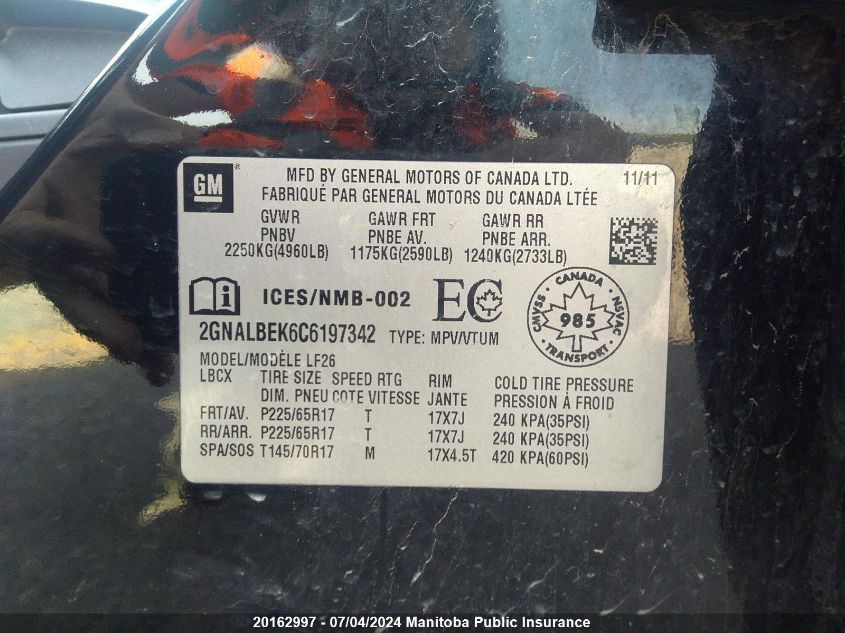 GM
MFD BY GENERAL MOTORS OF CANADA LTD. 11/11
FABRIQUÉ PAR GENERAL MOTORS DU CANADA LTÉE
GVWR GAWR FRT GAWR RR
PNBV PNBE AV. PNBE ARR.
2250KG(4960LB) 1175KG(2590LB) 1240KG(2733LB)
ICES/NMB-002 EC
CANADA
CMVSS 985 NSVAC
TRANSPORT
2GNALBEK6C6197342 TYPE: MPV/VTUM
MODEL/MODÈLE LF26
LBCX TIRE SIZE SPEED RTG RIM COLD TIRE PRESSURE
DIM. PNEU COTE VITESSE JANTE PRESSION À FROID
FRT/AV. P225/65R17 T 17X7J 240 KPA(35PSI)
RR/ARR. P225/65R17 T 17X7J 240 KPA(35PSI)
SPA/SOS T145/70R17 M 17X4.5T 420 KPA(60PSI)
20162997 - 07/04/2024 Manitoba Public Insurance